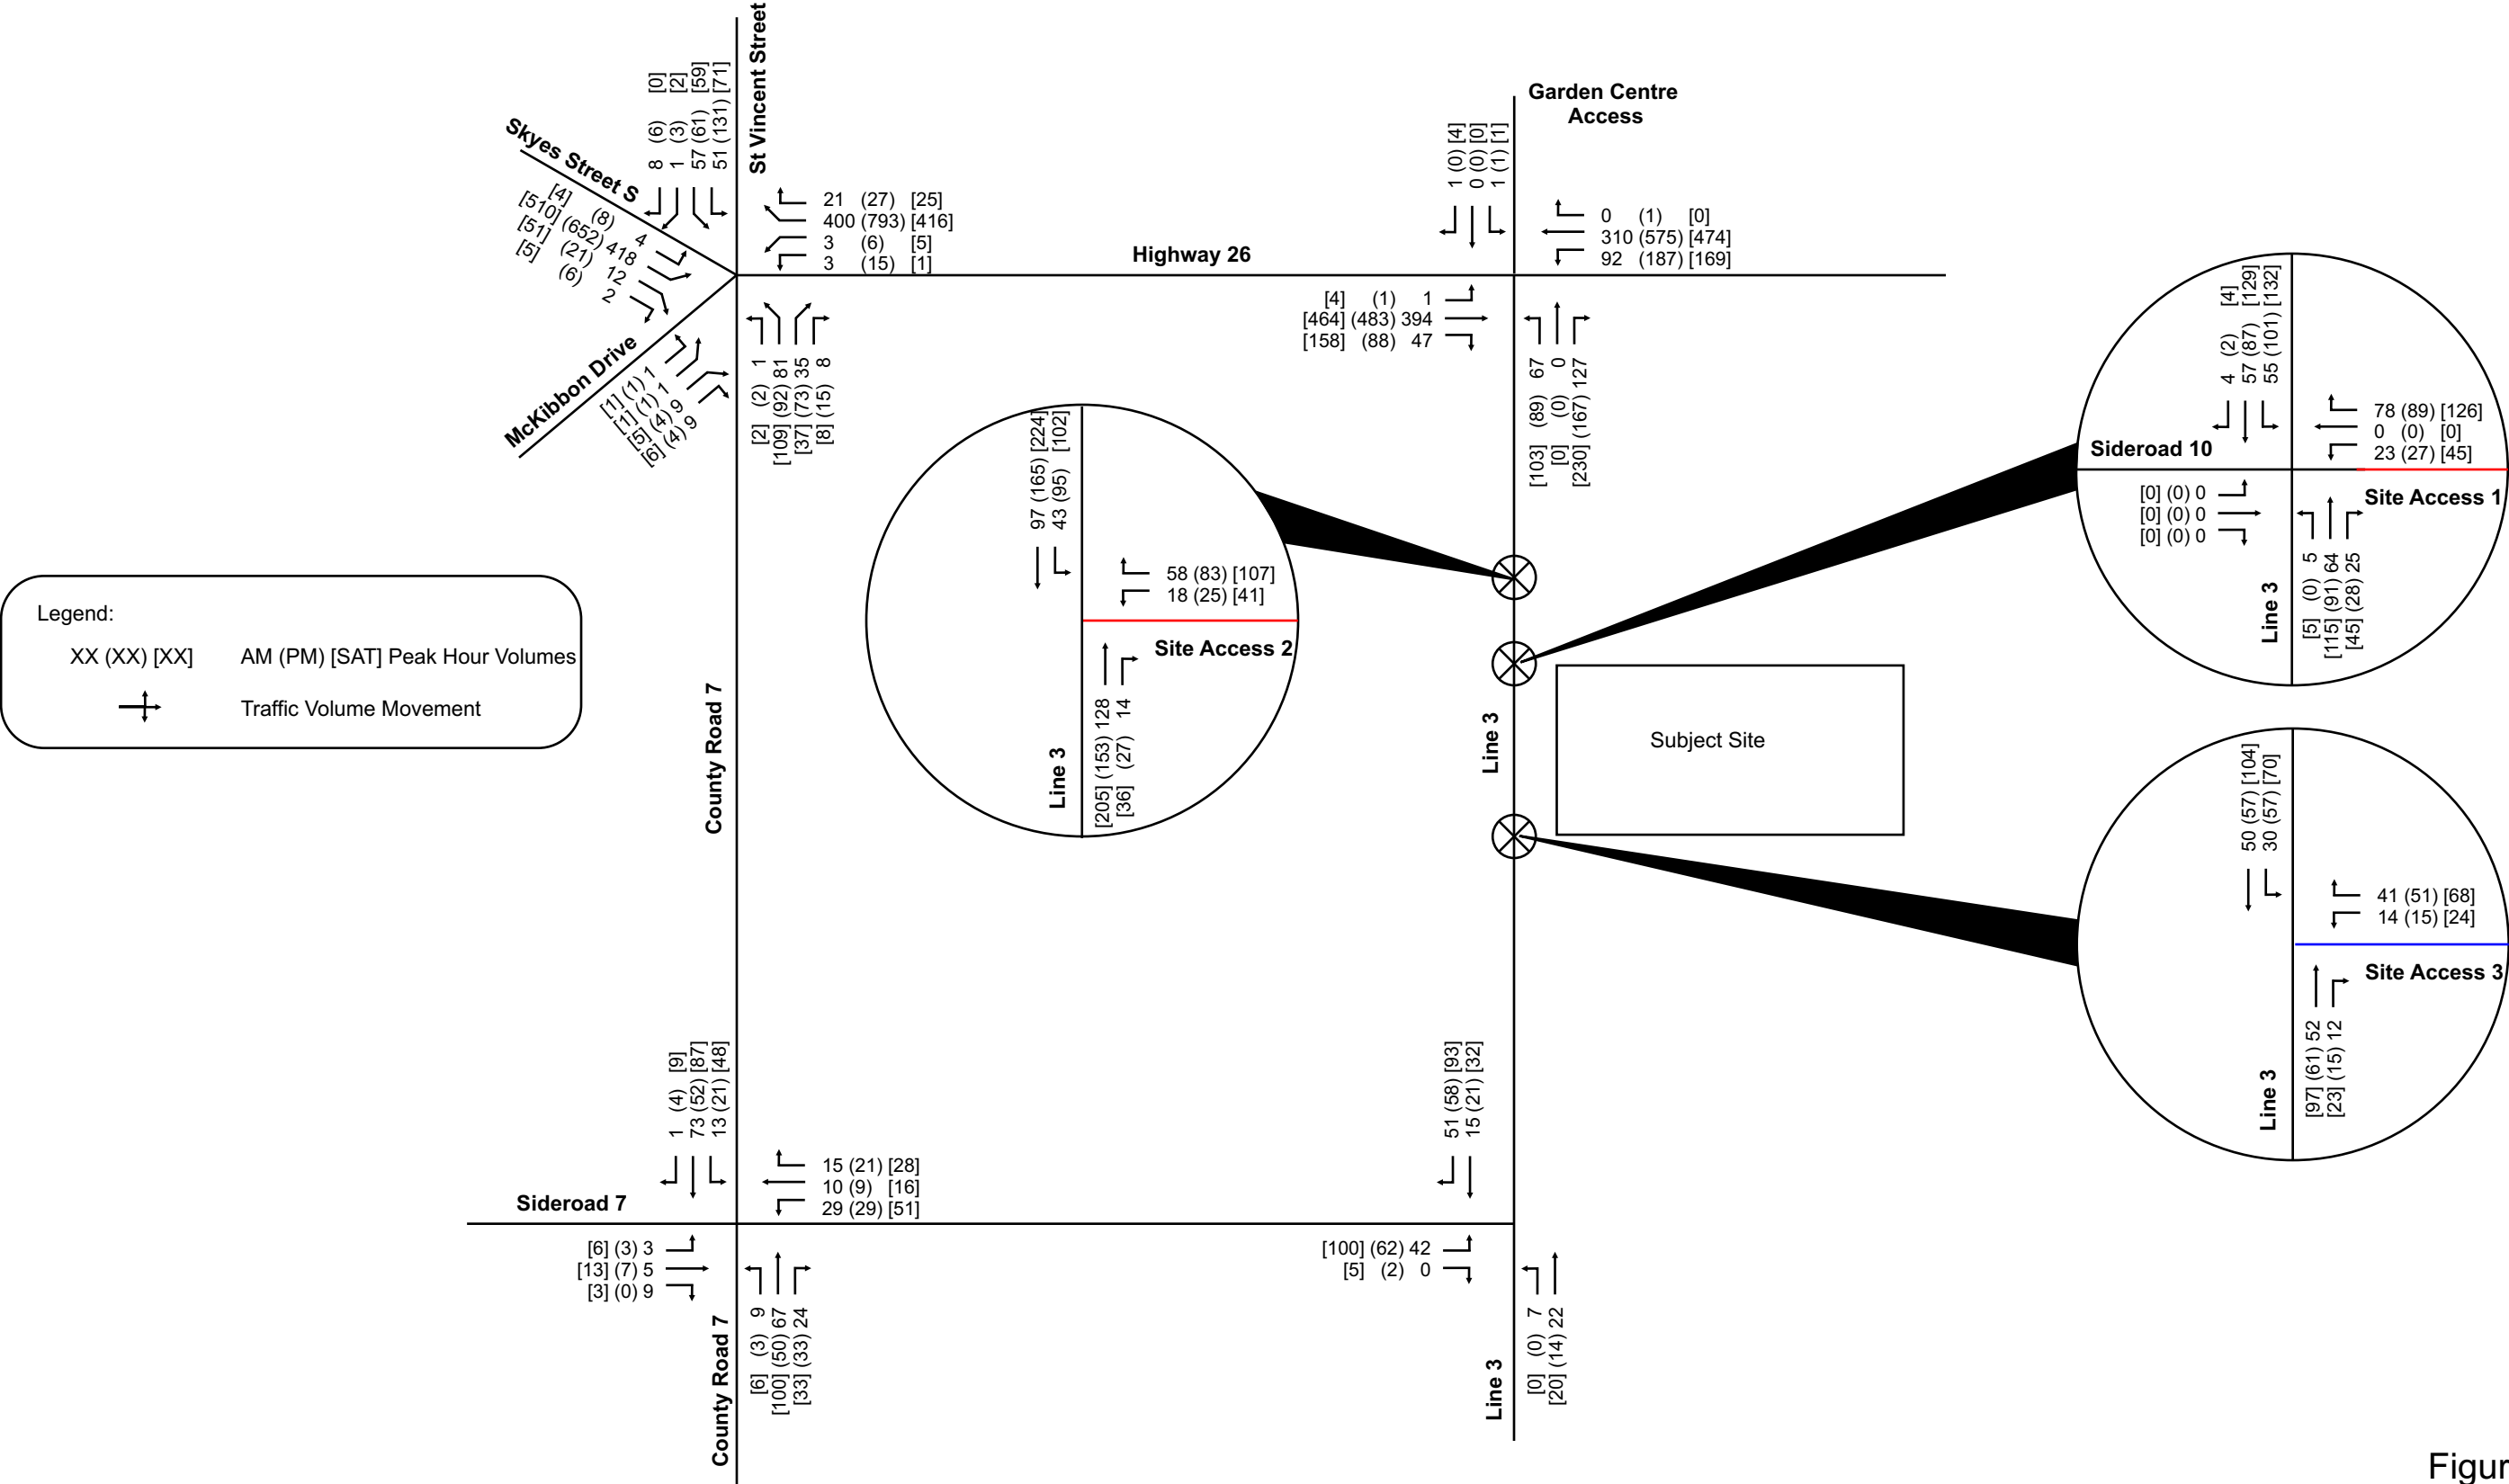 St Vincent Street
8 (6) [0]
1 (3) [2]
57 (61) [59]
51 (131) [71]
Skyes Street S
[4] (8) 4
[510] (652) 418
[51] (21) 12
[5] (6) 2
21 (27) [25]
400 (793) [416]
3 (6) [5]
3 (15) [1]
McKibbon Drive
[1] (1) 1
[1] (1) 1
[5] (4) 9
[6] (4) 9
[2] (2) 1
[109] (92) 81
[37] (73) 35
[8] (15) 8
Highway 26
Garden Centre
Access
1 (0) [4]
0 (0) [0]
1 (1) [1]
0 (1) [0]
310 (575) [474]
92 (187) [169]
[4] (1) 1
[464] (483) 394
[158] (88) 47
[103] (89) 67
[0] (0) 0
[230] (167) 127
4 (2) [4]
57 (87) [129]
55 (101) [132]
78 (89) [126]
0 (0) [0]
23 (27) [45]
Sideroad 10
Site Access 1
[0] (0) 0
[0] (0) 0
[0] (0) 0
Line 3
[5] (0) 5
[115] (91) 64
[45] (28) 25
97 (165) [224]
43 (95) [102]
58 (83) [107]
18 (25) [41]
Site Access 2
Line 3
[205] (153) 128
[36] (27) 14
Legend:
XX (XX) [XX] AM (PM) [SAT] Peak Hour Volumes
Traffic Volume Movement
County Road 7
Line 3
Subject Site
50 (57) [104]
30 (57) [70]
41 (51) [68]
14 (15) [24]
Site Access 3
Line 3
[97] (61) 52
[23] (15) 12
1 (4) [9]
73 (52) [87]
13 (21) [48]
15 (21) [28]
10 (9) [16]
29 (29) [51]
Sideroad 7
[6] (3) 3
[13] (7) 5
[3] (0) 9
County Road 7
[6] (3) 9
[100] (50) 67
[33] (33) 24
51 (58) [93]
15 (21) [32]
[100] (62) 42
[5] (2) 0
Line 3
[0] (0) 7
[20] (14) 22
Figur